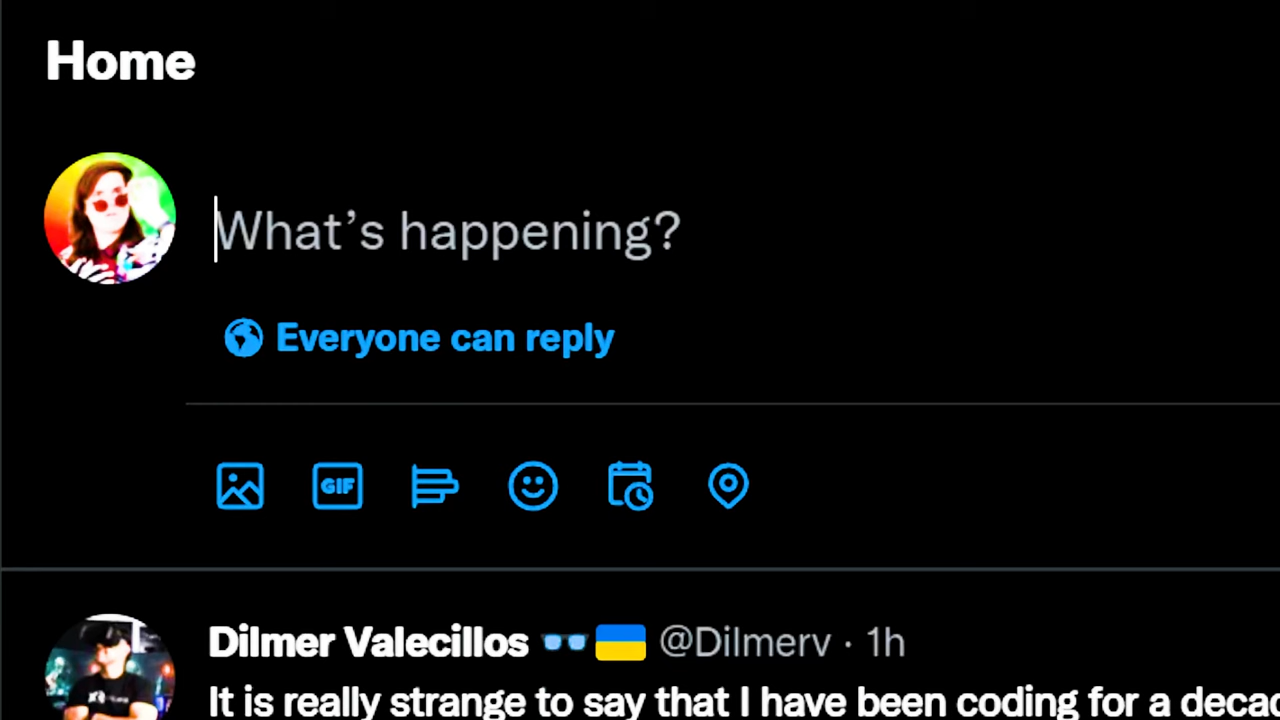 Home
What’s happening?
Everyone can reply
GIF
Dilmer Valecillos 👓🇺🇦 @Dilmerv · 1h
It is really strange to say that I have been coding for a